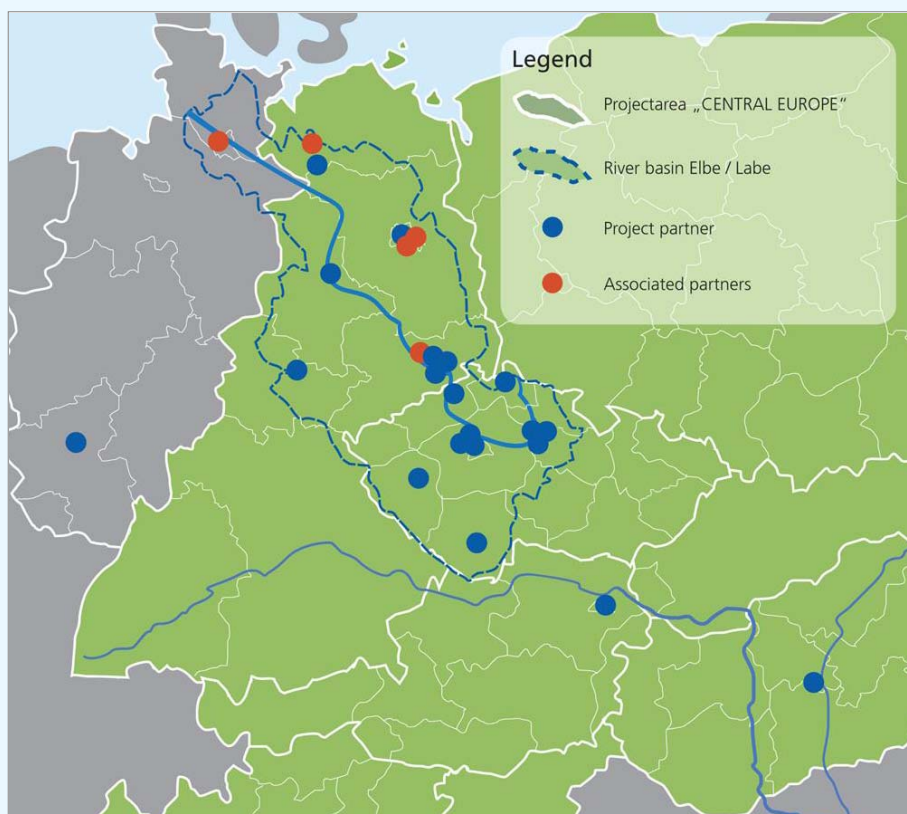 Legend
Projectarea „CENTRAL EUROPE“
River basin Elbe / Labe
Project partner
Associated partners